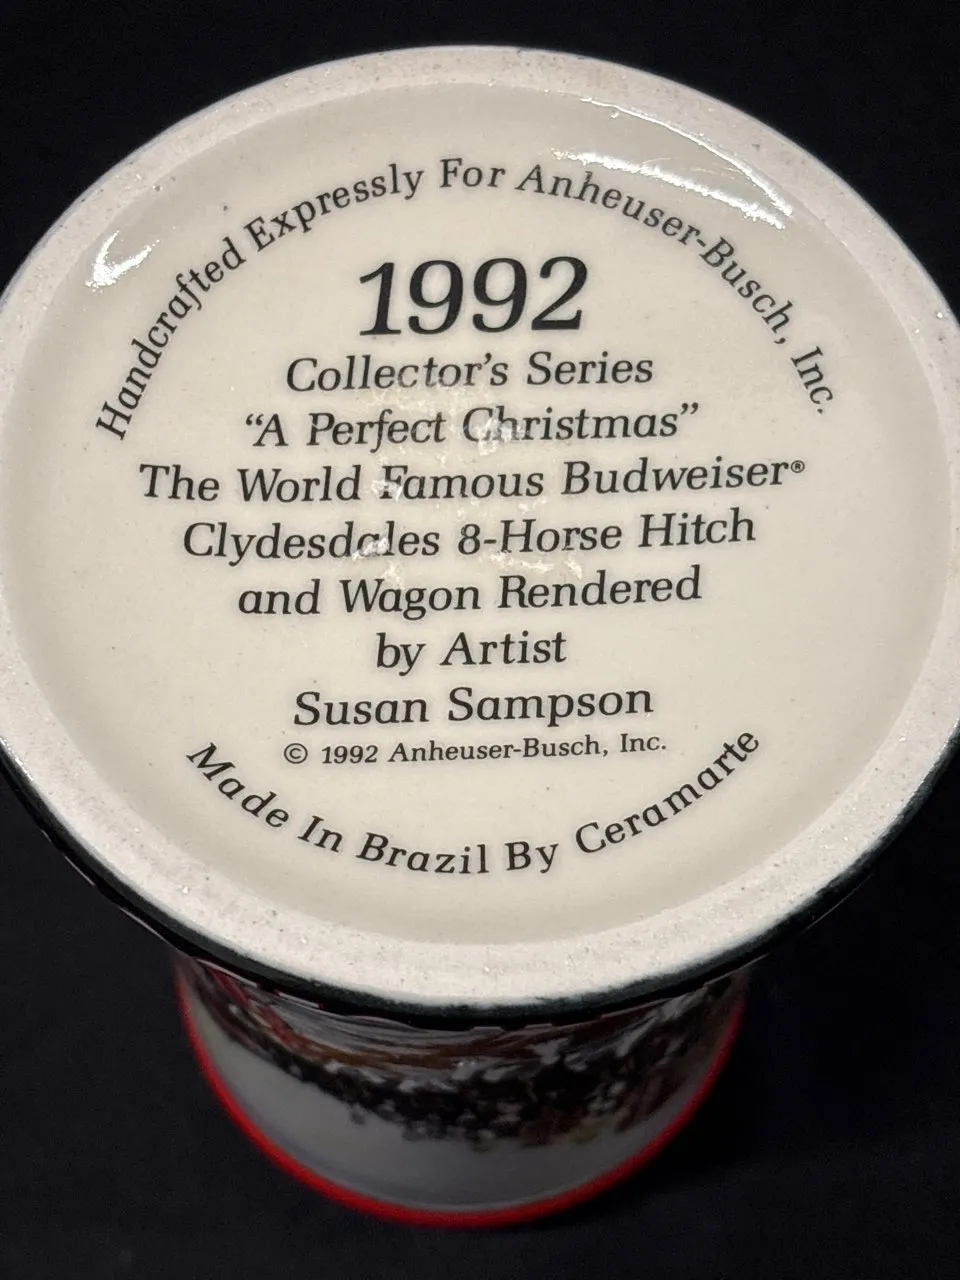 Handcrafted Expressly For Anheuser-Busch, Inc.
1992
Collector's Series
“A Perfect Christmas”
The World Famous Budweiser®
Clydesdales 8-Horse Hitch
and Wagon Rendered
by Artist
Susan Sampson
© 1992 Anheuser-Busch, Inc.
Made In Brazil By Ceramarte